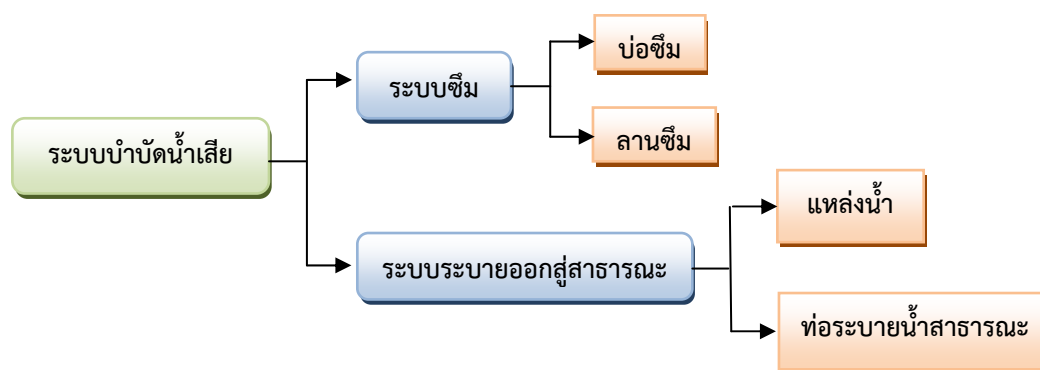 ระบบบำบัดน้ำเสีย
ระบบซึม
บ่อซึม
ลานซึม
ระบบระบายออกสู่สาธารณะ
แหล่งน้ำ
ท่อระบายน้ำสาธารณะ